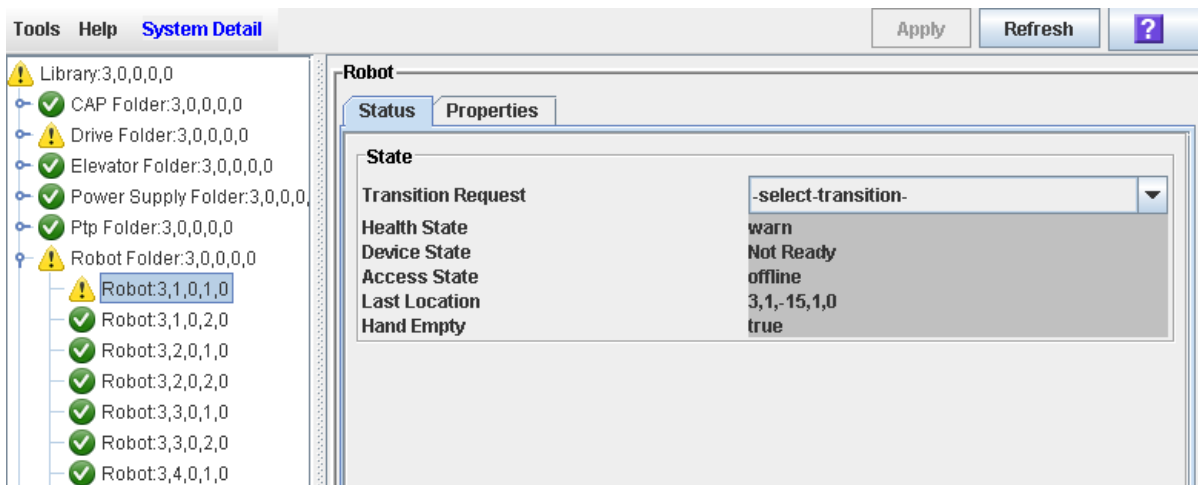 Tools Help System Detail Apply Refresh ?
Library:3,0,0,0,0
CAP Folder:3,0,0,0,0
Drive Folder:3,0,0,0,0
Elevator Folder:3,0,0,0,0
Power Supply Folder:3,0,0,0,
Ptp Folder:3,0,0,0,0
Robot Folder:3,0,0,0,0
Robot:3,1,0,1,0
Robot:3,1,0,2,0
Robot:3,2,0,1,0
Robot:3,2,0,2,0
Robot:3,3,0,1,0
Robot:3,3,0,2,0
Robot:3,4,0,1,0
Robot
Status Properties
State
Transition Request -select-transition-
Health State warn
Device State Not Ready
Access State offline
Last Location 3,1,-15,1,0
Hand Empty true